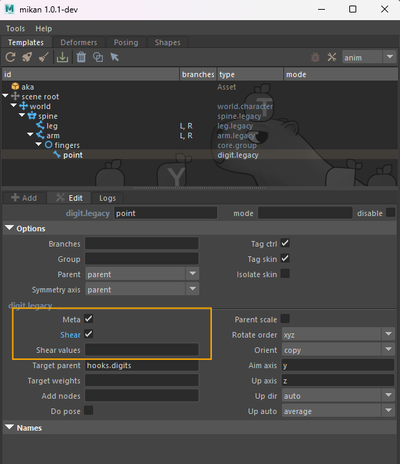 mikan 1.0.1-dev
Tools Help
Templates Deformers Posing Shapes
anim
id branches type mode
aka Asset
scene root
world world.character
spine spine.legacy
leg L, R leg.legacy
arm L, R arm.legacy
fingers core.group
point digit.legacy
Add Edit Logs
digit.legacy point mode disable
Options
Branches Tag ctrl
Group Tag skin
Parent parent Isolate skin
Symmetry axis parent
digit.legacy
Meta Parent scale
Shear Rotate order xyz
Shear values Orient copy
Target parent hooks.digits Aim axis y
Target weights Up axis z
Add nodes Up dir auto
Do pose Up auto average
Names